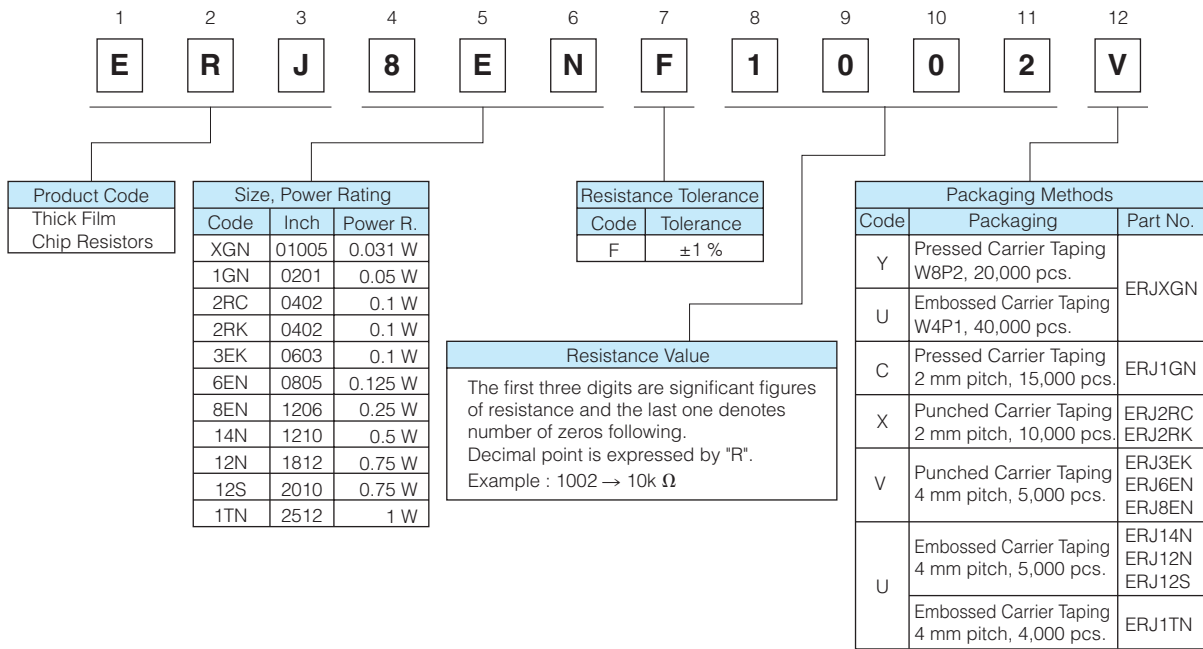 1 2 3 4 5 6 7 8 9 10 11 12
E R J 8 E N F 1 0 0 2 V
Product Code
Thick Film
Chip Resistors
Size, Power Rating
Code Inch Power R.
XGN 01005 0.031 W
1GN 0201 0.05 W
2RC 0402 0.1 W
2RK 0402 0.1 W
3EK 0603 0.1 W
6EN 0805 0.125 W
8EN 1206 0.25 W
14N 1210 0.5 W
12N 1812 0.75 W
12S 2010 0.75 W
1TN 2512 1 W
Resistance Tolerance
Code Tolerance
F ±1 %
Resistance Value
The first three digits are significant figures
of resistance and the last one denotes
number of zeros following.
Decimal point is expressed by "R".
Example : 1002 → 10k Ω
Packaging Methods
Code Packaging Part No.
Y
Pressed Carrier Taping
W8P2, 20,000 pcs.
ERJXGN
U
Embossed Carrier Taping
W4P1, 40,000 pcs.
C
Pressed Carrier Taping
2 mm pitch, 15,000 pcs.
ERJ1GN
X
Punched Carrier Taping
2 mm pitch, 10,000 pcs.
ERJ2RC
ERJ2RK
V
Punched Carrier Taping
4 mm pitch, 5,000 pcs.
ERJ3EK
ERJ6EN
ERJ8EN
U
Embossed Carrier Taping
4 mm pitch, 5,000 pcs.
ERJ14N
ERJ12N
ERJ12S
Embossed Carrier Taping
4 mm pitch, 4,000 pcs.
ERJ1TN